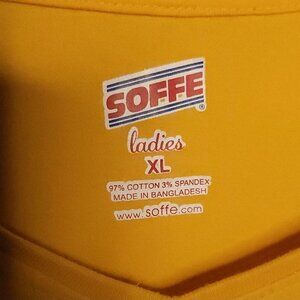 SOFFE
®
ladies
XL
97% COTTON 3% SPANDEX
MADE IN BANGLADESH
www.soffe.com